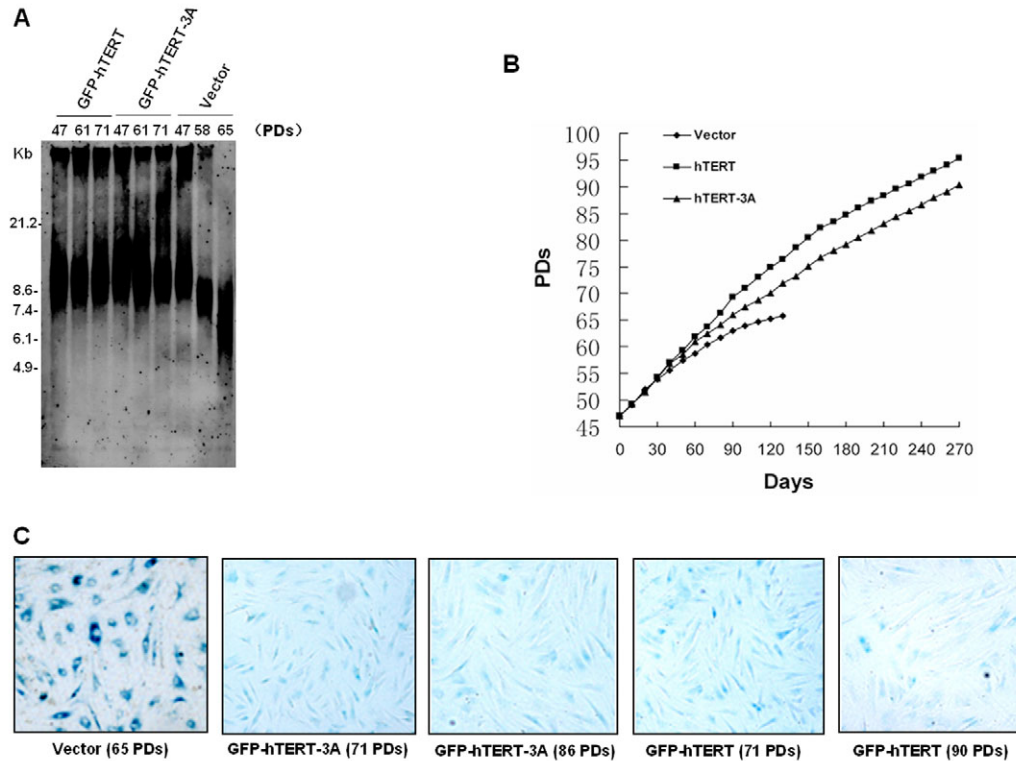 A
GFP-hTERT
GFP-hTERT-3A
Vector
47 61 71 47 61 71 47 58 65 (PDs)
Kb
21.2-
8.6-
7.4-
6.1-
4.9-
B
100
95
90
85
80
75
70
65
60
55
50
45
PDs
Vector
hTERT
hTERT-3A
0 30 60 90 120 150 180 210 240 270
Days
C
Vector (65 PDs)
GFP-hTERT-3A (71 PDs)
GFP-hTERT-3A (86 PDs)
GFP-hTERT (71 PDs)
GFP-hTERT (90 PDs)